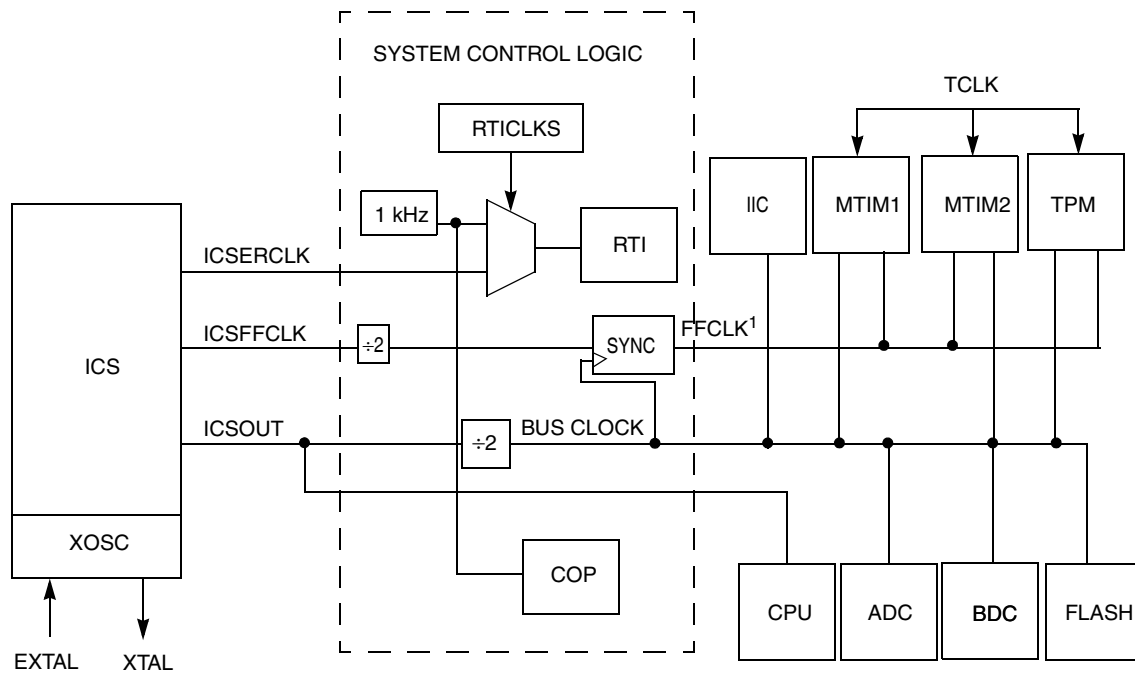 SYSTEM CONTROL LOGIC
TCLK
RTICLKS
1 kHz
IIC
MTIM1
MTIM2
TPM
RTI
ICSERCLK
ICSFFCLK
÷2
SYNC
FFCLK¹
ICS
ICSOUT
÷2
BUS CLOCK
XOSC
COP
CPU
ADC
BDC
FLASH
EXTAL
XTAL